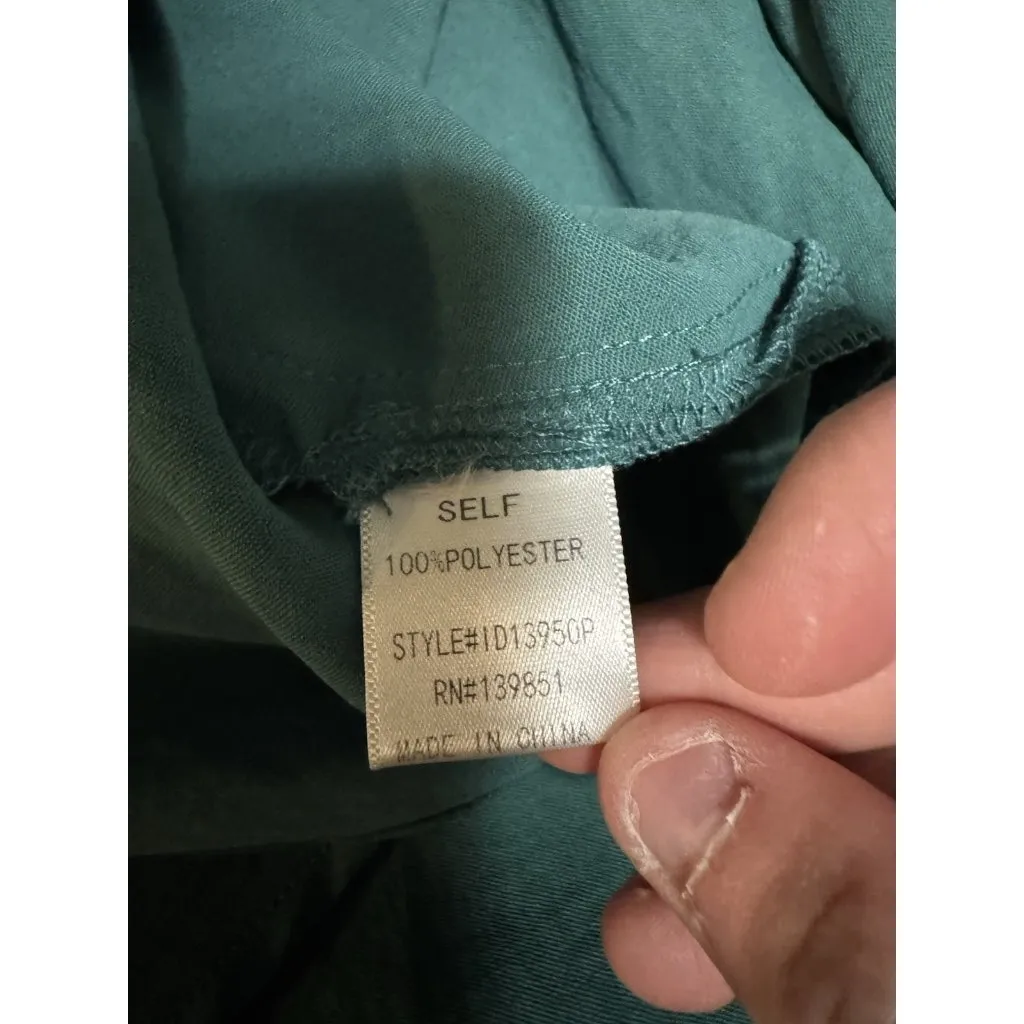 SELF
100%POLYESTER
STYLE#ID13950P
RN#139851
MADE IN CHINA